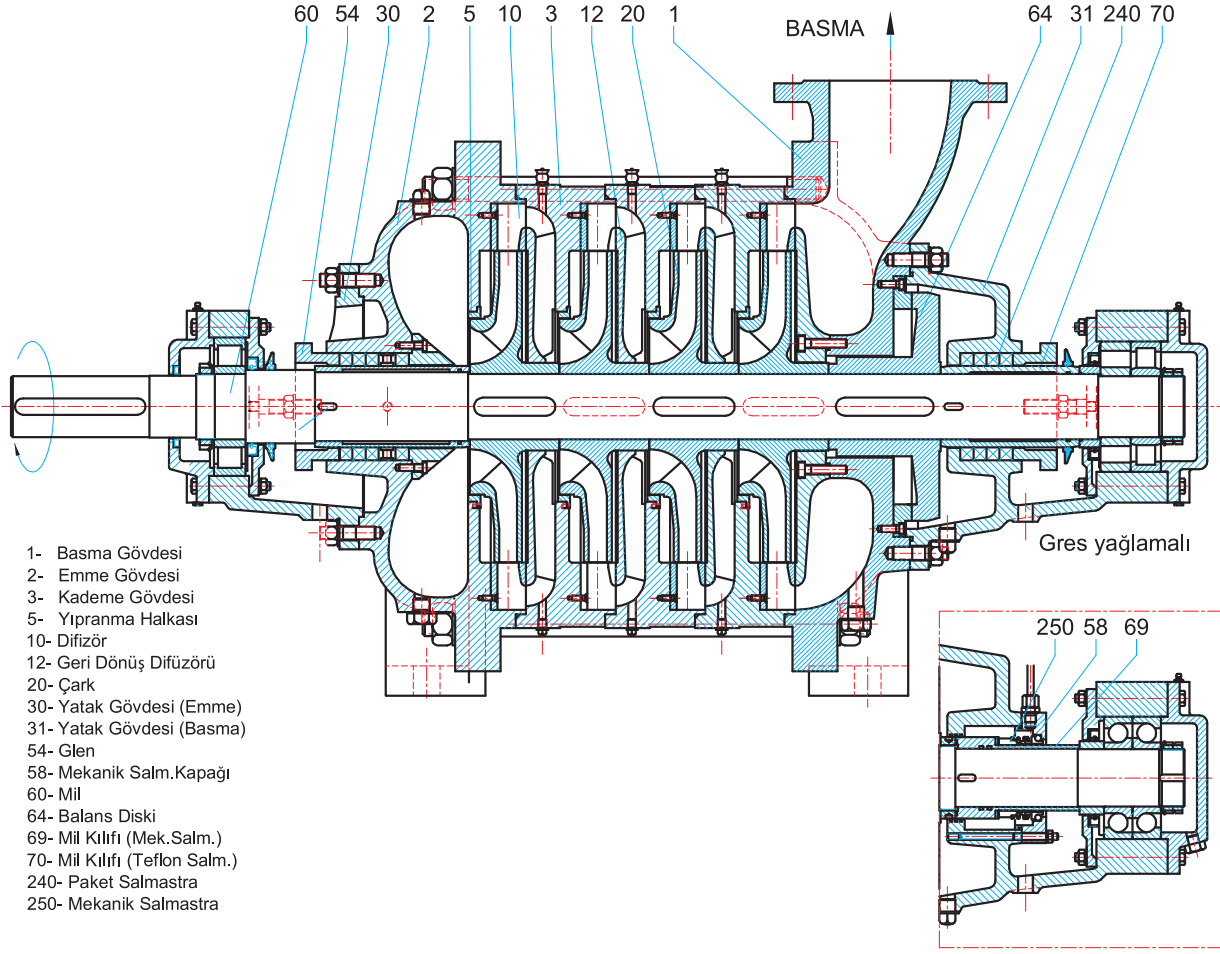 60 54 30 2 5 10 3 12 20 1 BASMA 64 31 240 70
Gres yağlamalı
1- Basma Gövdesi
2- Emme Gövdesi
3- Kademe Gövdesi
5- Yıpranma Halkası
10- Difizör
12- Geri Dönüş Difüzörü
20- Çark
30- Yatak Gövdesi (Emme)
31- Yatak Gövdesi (Basma)
54- Glen
58- Mekanik Salm.Kapağı
60- Mil
64- Balans Diski
69- Mil Kılıfı (Mek.Salm.)
70- Mil Kılıfı (Teflon Salm.)
240- Paket Salmastra
250- Mekanik Salmastra
250 58 69